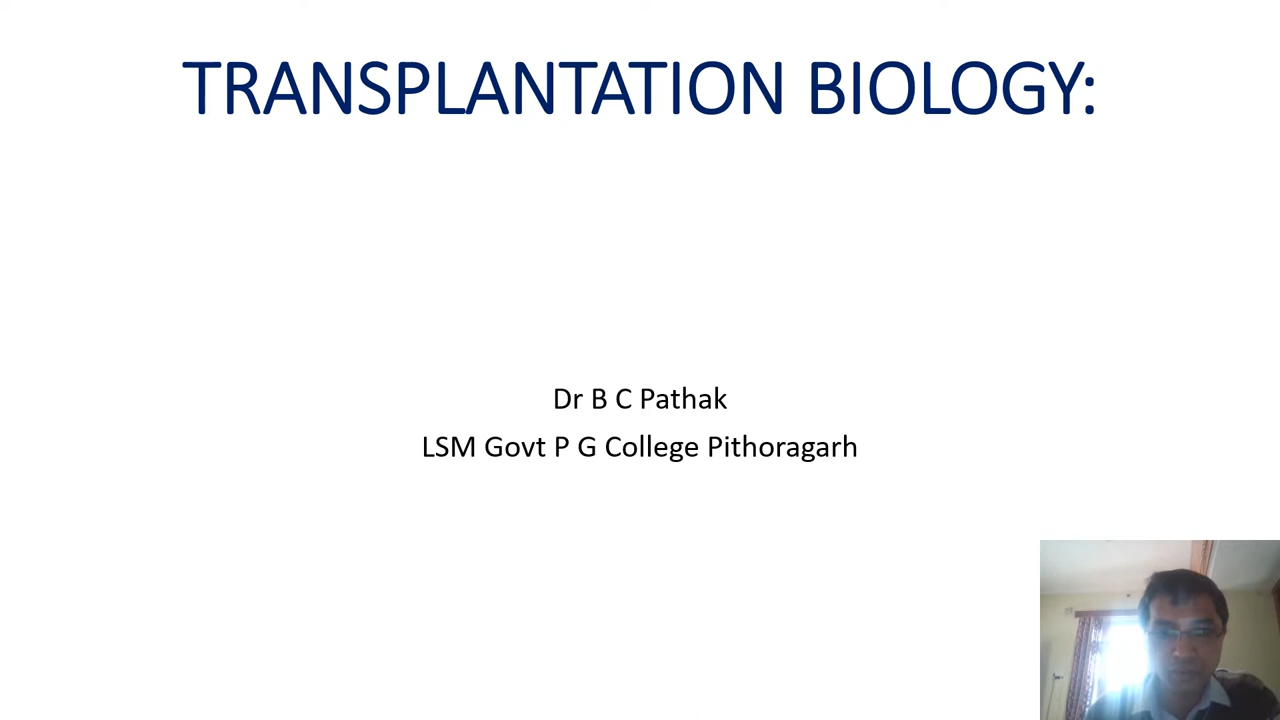 TRANSPLANTATION BIOLOGY:
Dr B C Pathak
LSM Govt P G College Pithoragarh